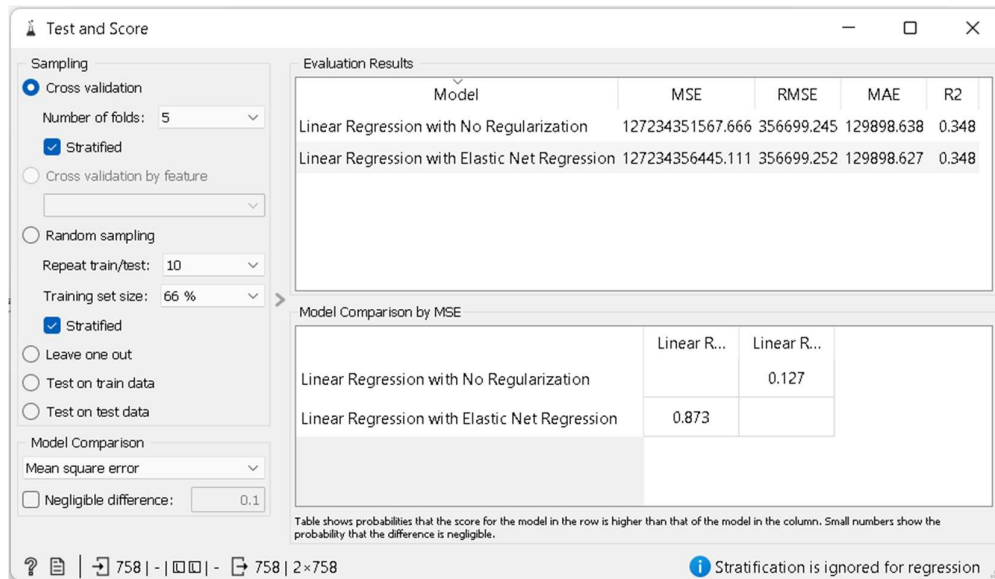 Test and Score
Sampling
Cross validation
Number of folds: 5
Stratified
Cross validation by feature
Random sampling
Repeat train/test: 10
Training set size: 66 %
Stratified
Leave one out
Test on train data
Test on test data
Model Comparison
Mean square error
Negligible difference: 0.1
Evaluation Results
Model MSE RMSE MAE R2
Linear Regression with No Regularization 127234351567.666 356699.245 129898.638 0.348
Linear Regression with Elastic Net Regression 127234356445.111 356699.252 129898.627 0.348
Model Comparison by MSE
Linear R... Linear R...
Linear Regression with No Regularization 0.127
Linear Regression with Elastic Net Regression 0.873
Table shows probabilities that the score for the model in the row is higher than that of the model in the column. Small numbers show the
probability that the difference is negligible.
? 758 | - | - 758 | 2×758
Stratification is ignored for regression